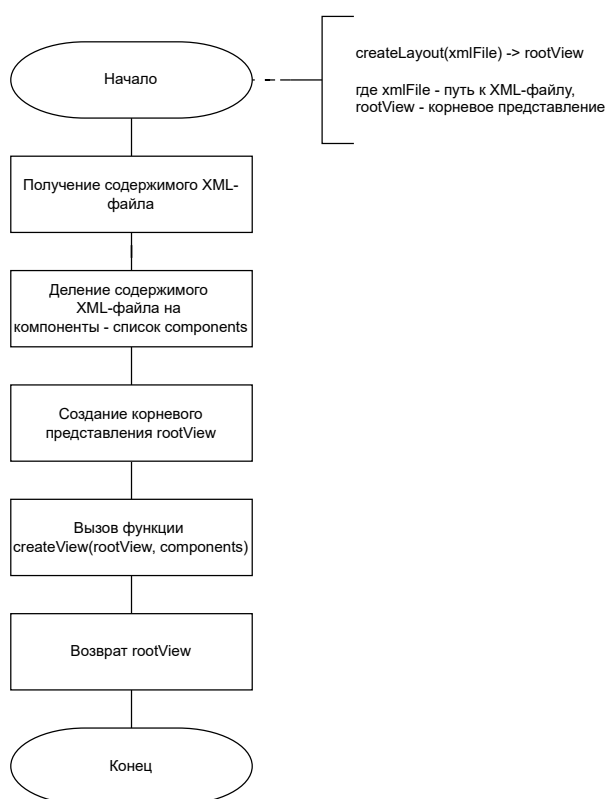 Начало
createLayout(xmlFile) -> rootView
где xmlFile - путь к XML-файлу,
rootView - корневое представление
Получение содержимого XML-
файла
Деление содержимого
XML-файла на
компоненты - список components
Создание корневого
представления rootView
Вызов функции
createView(rootView, components)
Возврат rootView
Конец